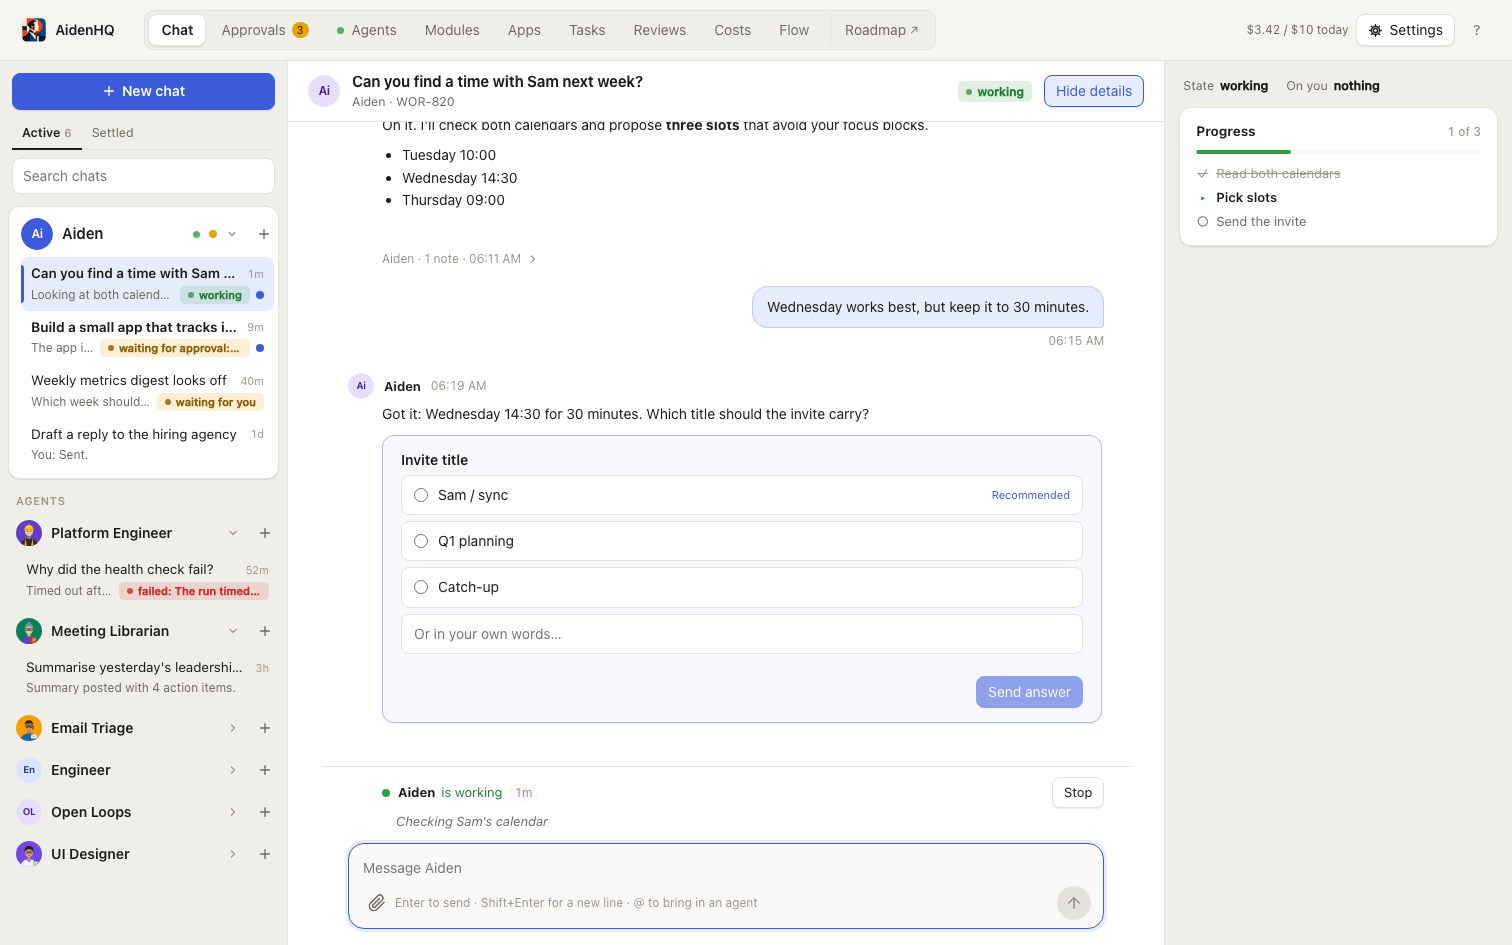 AidenHQ
Chat
Approvals 3
Agents
Modules
Apps
Tasks
Reviews
Costs
Flow
Roadmap ↗
$3.42 / $10 today
Settings
?
+ New chat
Active 6
Settled
Search chats
Ai Aiden
Can you find a time with Sam ... 1m
Looking at both calend... working
Build a small app that tracks i... 9m
The app i... waiting for approval:...
Weekly metrics digest looks off 40m
Which week should... waiting for you
Draft a reply to the hiring agency 1d
You: Sent.
AGENTS
Platform Engineer
Why did the health check fail? 52m
Timed out aft... failed: The run timed...
Meeting Librarian
Summarise yesterday's leadershi... 3h
Summary posted with 4 action items.
Email Triage
En Engineer
OL Open Loops
UI Designer
Ai
Can you find a time with Sam next week?
Aiden · WOR-820
working
Hide details
On it. I'll check both calendars and propose three slots that avoid your focus blocks.
• Tuesday 10:00
• Wednesday 14:30
• Thursday 09:00
Aiden · 1 note · 06:11 AM
Wednesday works best, but keep it to 30 minutes.
06:15 AM
Ai Aiden 06:19 AM
Got it: Wednesday 14:30 for 30 minutes. Which title should the invite carry?
Invite title
Sam / sync Recommended
Q1 planning
Catch-up
Or in your own words...
Send answer
Aiden is working 1m
Stop
Checking Sam's calendar
Message Aiden
Enter to send · Shift+Enter for a new line · @ to bring in an agent
State working On you nothing
Progress 1 of 3
Read both calendars
Pick slots
Send the invite